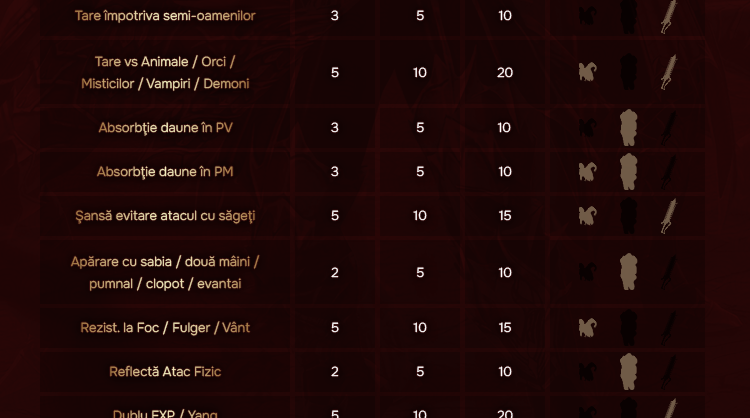 Tare împotriva semi-oamenilor 3 5 10
Tare vs Animale / Orci /
Misticilor / Vampiri / Demoni 5 10 20
Absorbţie daune în PV 3 5 10
Absorbţie daune în PM 3 5 10
Şansă evitare atacul cu săgeţi 5 10 15
Apărare cu sabia / două mâini /
pumnal / clopot / evantai 2 5 10
Rezist. la Foc / Fulger / Vânt 5 10 15
Reflectă Atac Fizic 2 5 10
Dublu EXP / Yang 5 10 20